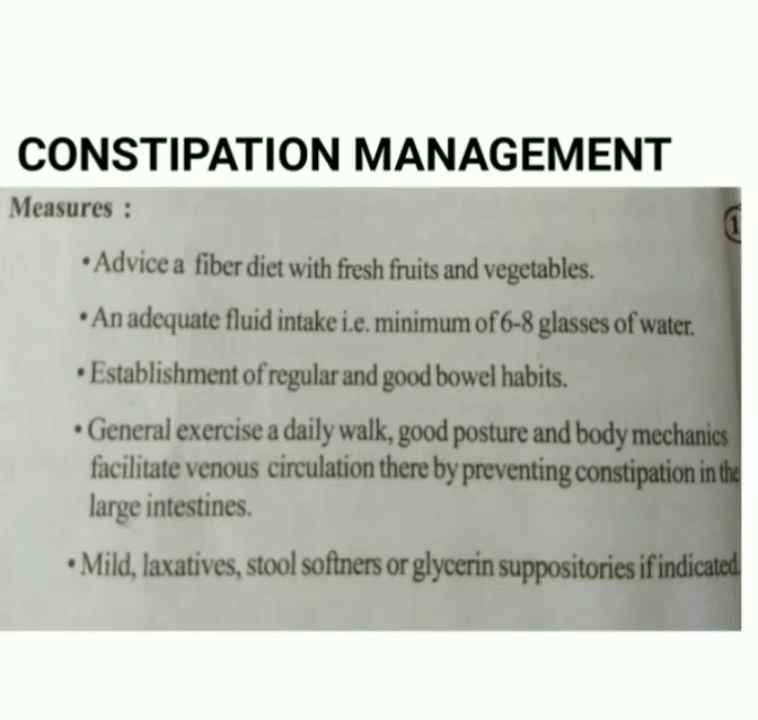 CONSTIPATION MANAGEMENT
Measures :
1
• Advice a fiber diet with fresh fruits and vegetables.
• An adequate fluid intake i.e. minimum of 6-8 glasses of water.
• Establishment of regular and good bowel habits.
• General exercise a daily walk, good posture and body mechanics
facilitate venous circulation there by preventing constipation in the
large intestines.
• Mild, laxatives, stool softners or glycerin suppositories if indicated.